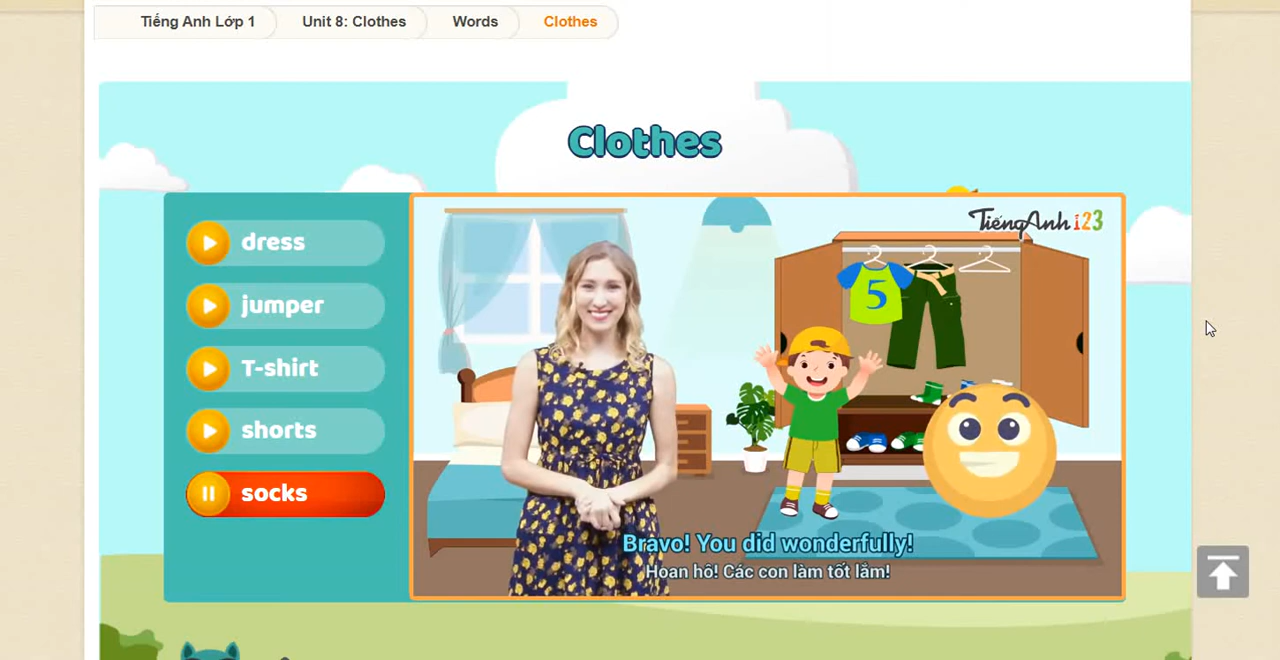 Tiếng Anh Lớp 1 Unit 8: Clothes Words Clothes
Clothes
TiếngAnh123
dress
jumper
5
T-shirt
shorts
socks
Bravo! You did wonderfully!
Hoan hô! Các con làm tốt lắm!